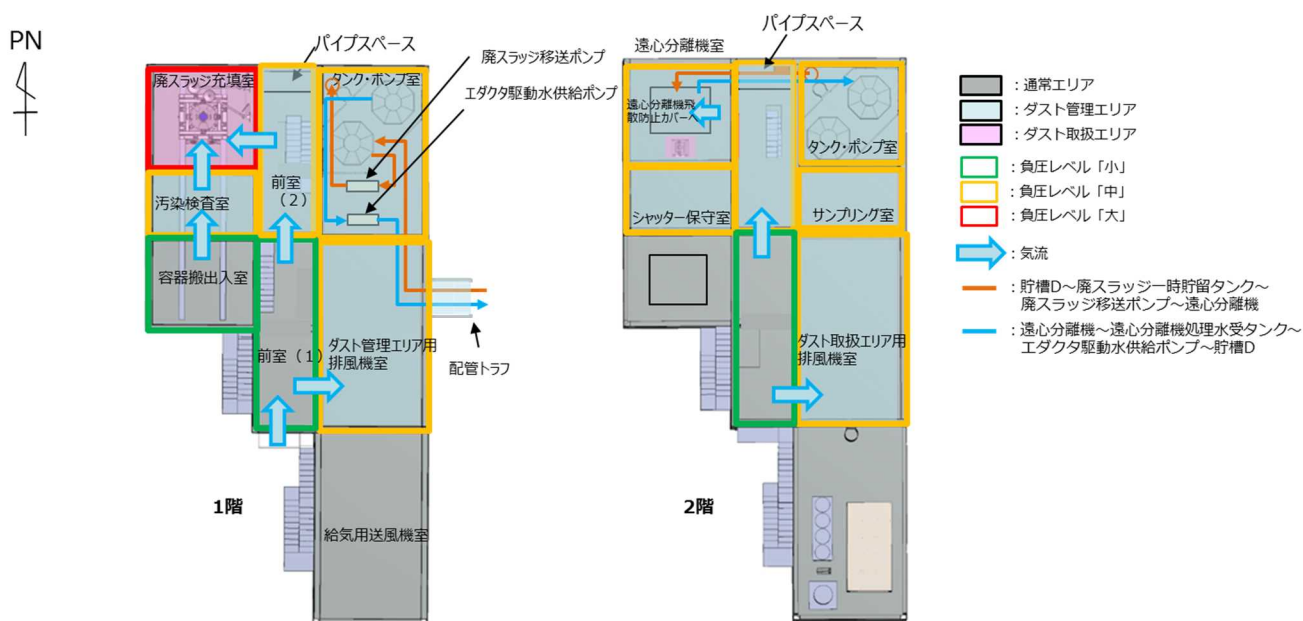 PN
パイプスペース
廃スラッジ移送ポンプ
エダクタ駆動水供給ポンプ
廃スラッジ充填室
タンク・ポンプ室
前室
（2）
汚染検査室
容器搬出入室
前室（1）
ダスト管理エリア用
排風機室
配管トラフ
1階
給気用送風機室
パイプスペース
遠心分離機室
遠心分離機飛
散防止カバーへ
タンク・ポンプ室
シャッター保守室
サンプリング室
ダスト取扱エリア用
排風機室
2階
：通常エリア
：ダスト管理エリア
：ダスト取扱エリア
：負圧レベル「小」
：負圧レベル「中」
：負圧レベル「大」
：気流
：貯槽D～廃スラッジ一時貯留タンク～
廃スラッジ移送ポンプ～遠心分離機
：遠心分離機～遠心分離機処理水受タンク～
エダクタ駆動水供給ポンプ～貯槽D